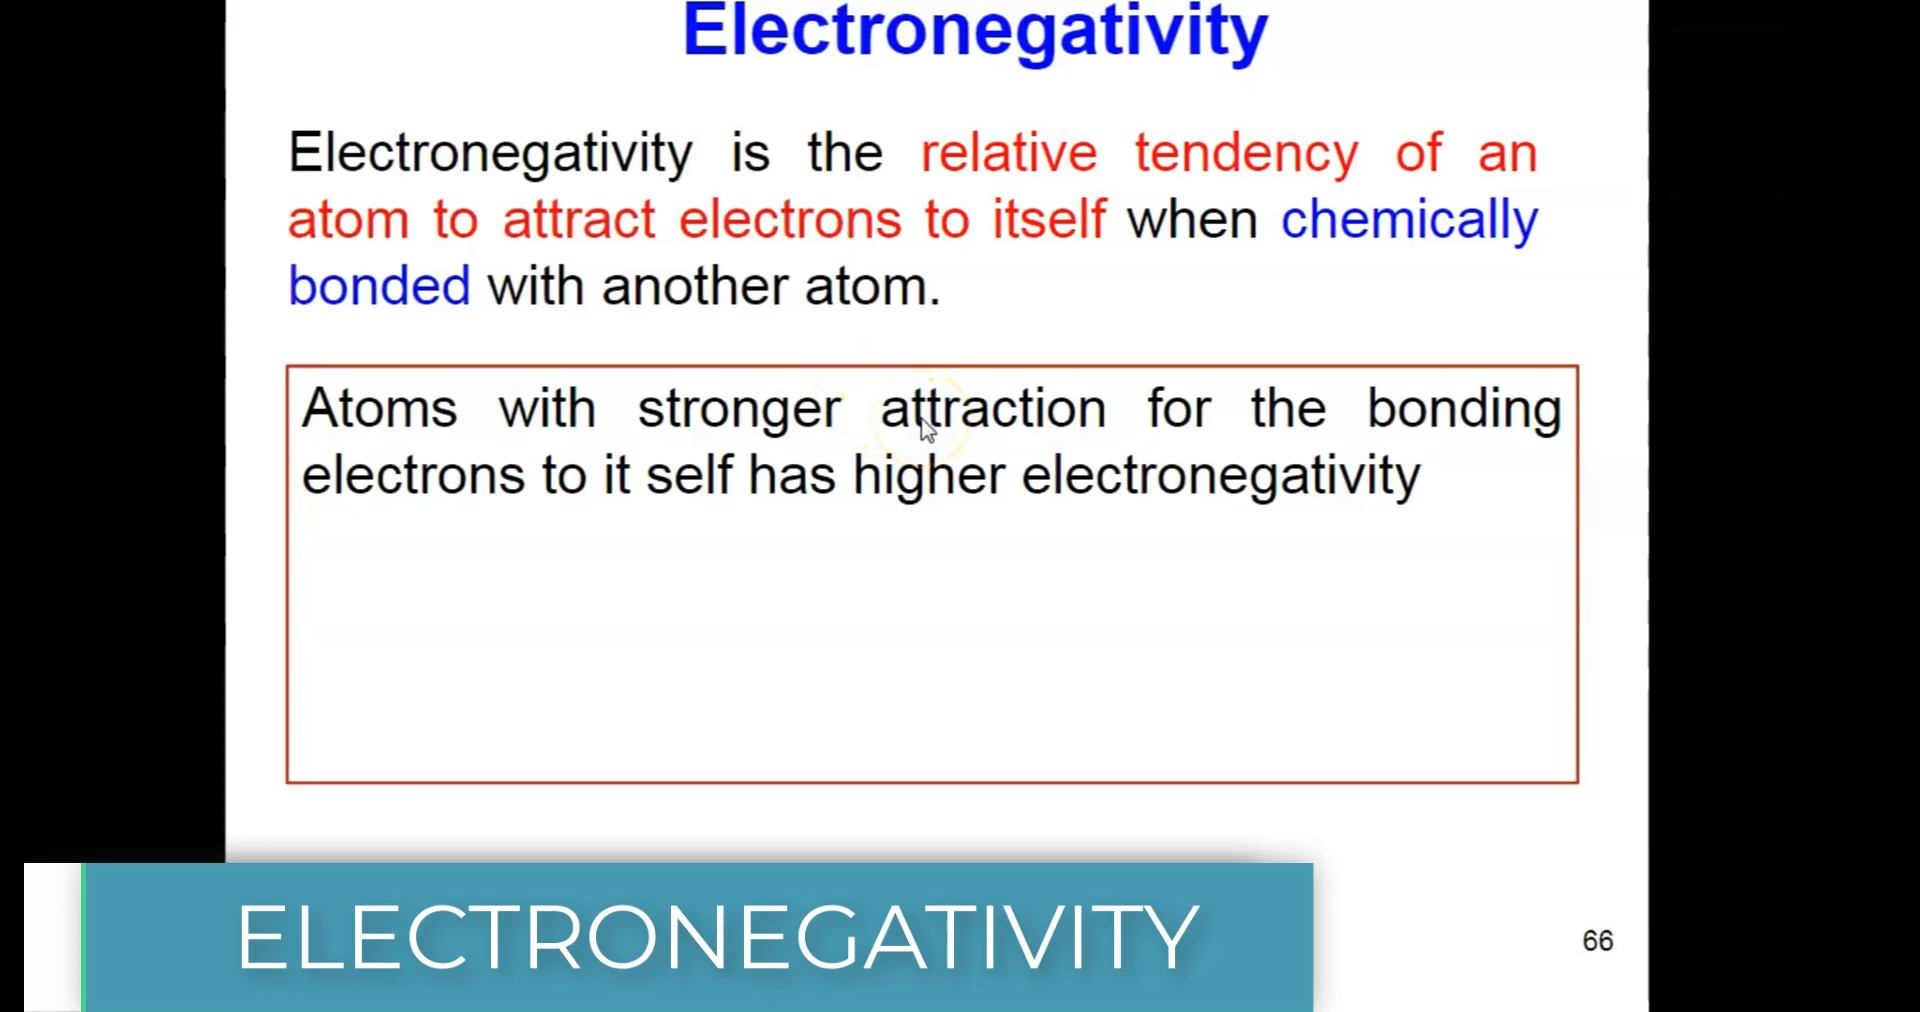 Electronegativity
Electronegativity is the relative tendency of an
atom to attract electrons to itself when chemically
bonded with another atom.
Atoms with stronger attraction for the bonding
electrons to it self has higher electronegativity
ELECTRONEGATIVITY
66